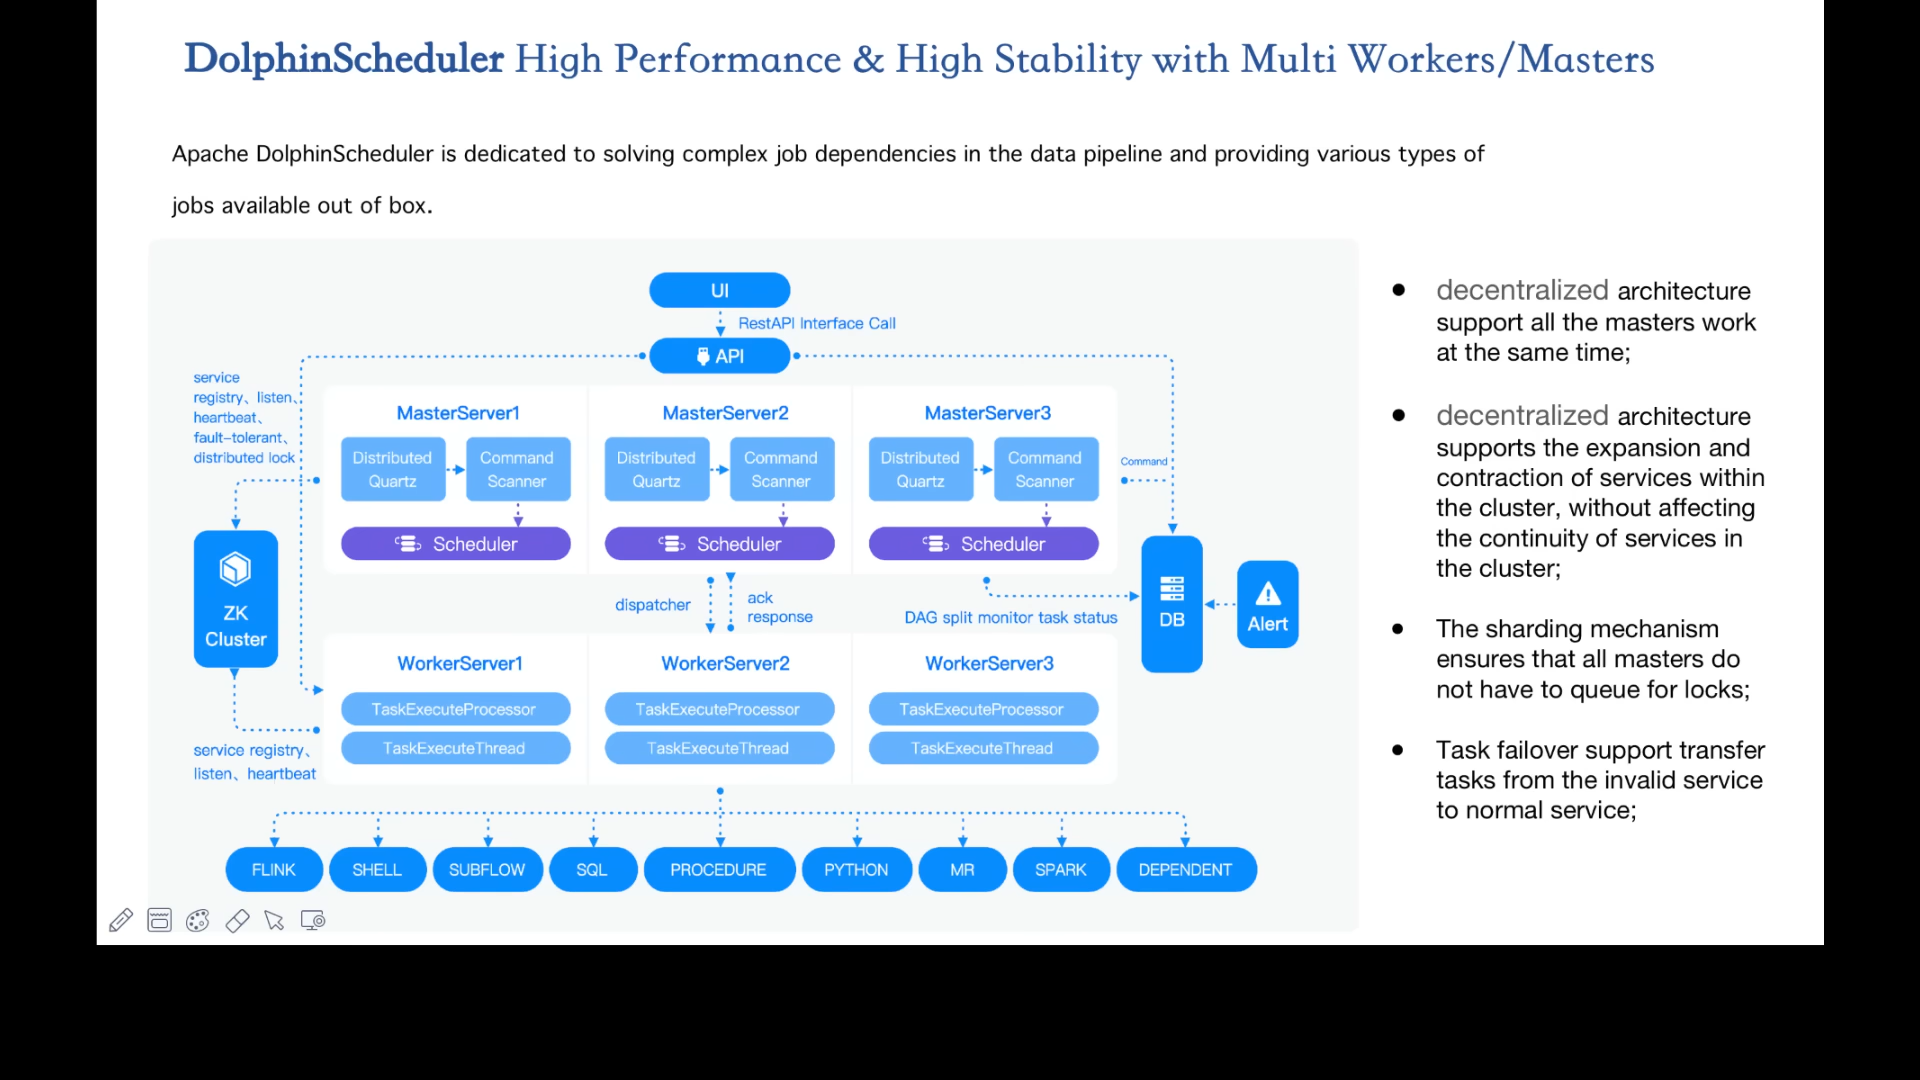 DolphinScheduler High Performance & High Stability with Multi Workers/Masters
Apache DolphinScheduler is dedicated to solving complex job dependencies in the data pipeline and providing various types of
jobs available out of box.
UI
RestAPI Interface Call
API
service
registry、listen、
heartbeat、
fault-tolerant、
distributed lock
MasterServer1
MasterServer2
MasterServer3
Distributed
Quartz
Command
Scanner
Distributed
Quartz
Command
Scanner
Distributed
Quartz
Command
Scanner
Command
Scheduler
Scheduler
Scheduler
ZK
Cluster
dispatcher
ack
response
DAG split monitor task status
DB
Alert
WorkerServer1
WorkerServer2
WorkerServer3
TaskExecuteProcessor
TaskExecuteProcessor
TaskExecuteProcessor
TaskExecuteThread
TaskExecuteThread
TaskExecuteThread
service registry、
listen、heartbeat
FLINK
SHELL
SUBFLOW
SQL
PROCEDURE
PYTHON
MR
SPARK
DEPENDENT
• decentralized architecture
support all the masters work
at the same time;
• decentralized architecture
supports the expansion and
contraction of services within
the cluster, without affecting
the continuity of services in
the cluster;
• The sharding mechanism
ensures that all masters do
not have to queue for locks;
• Task failover support transfer
tasks from the invalid service
to normal service;